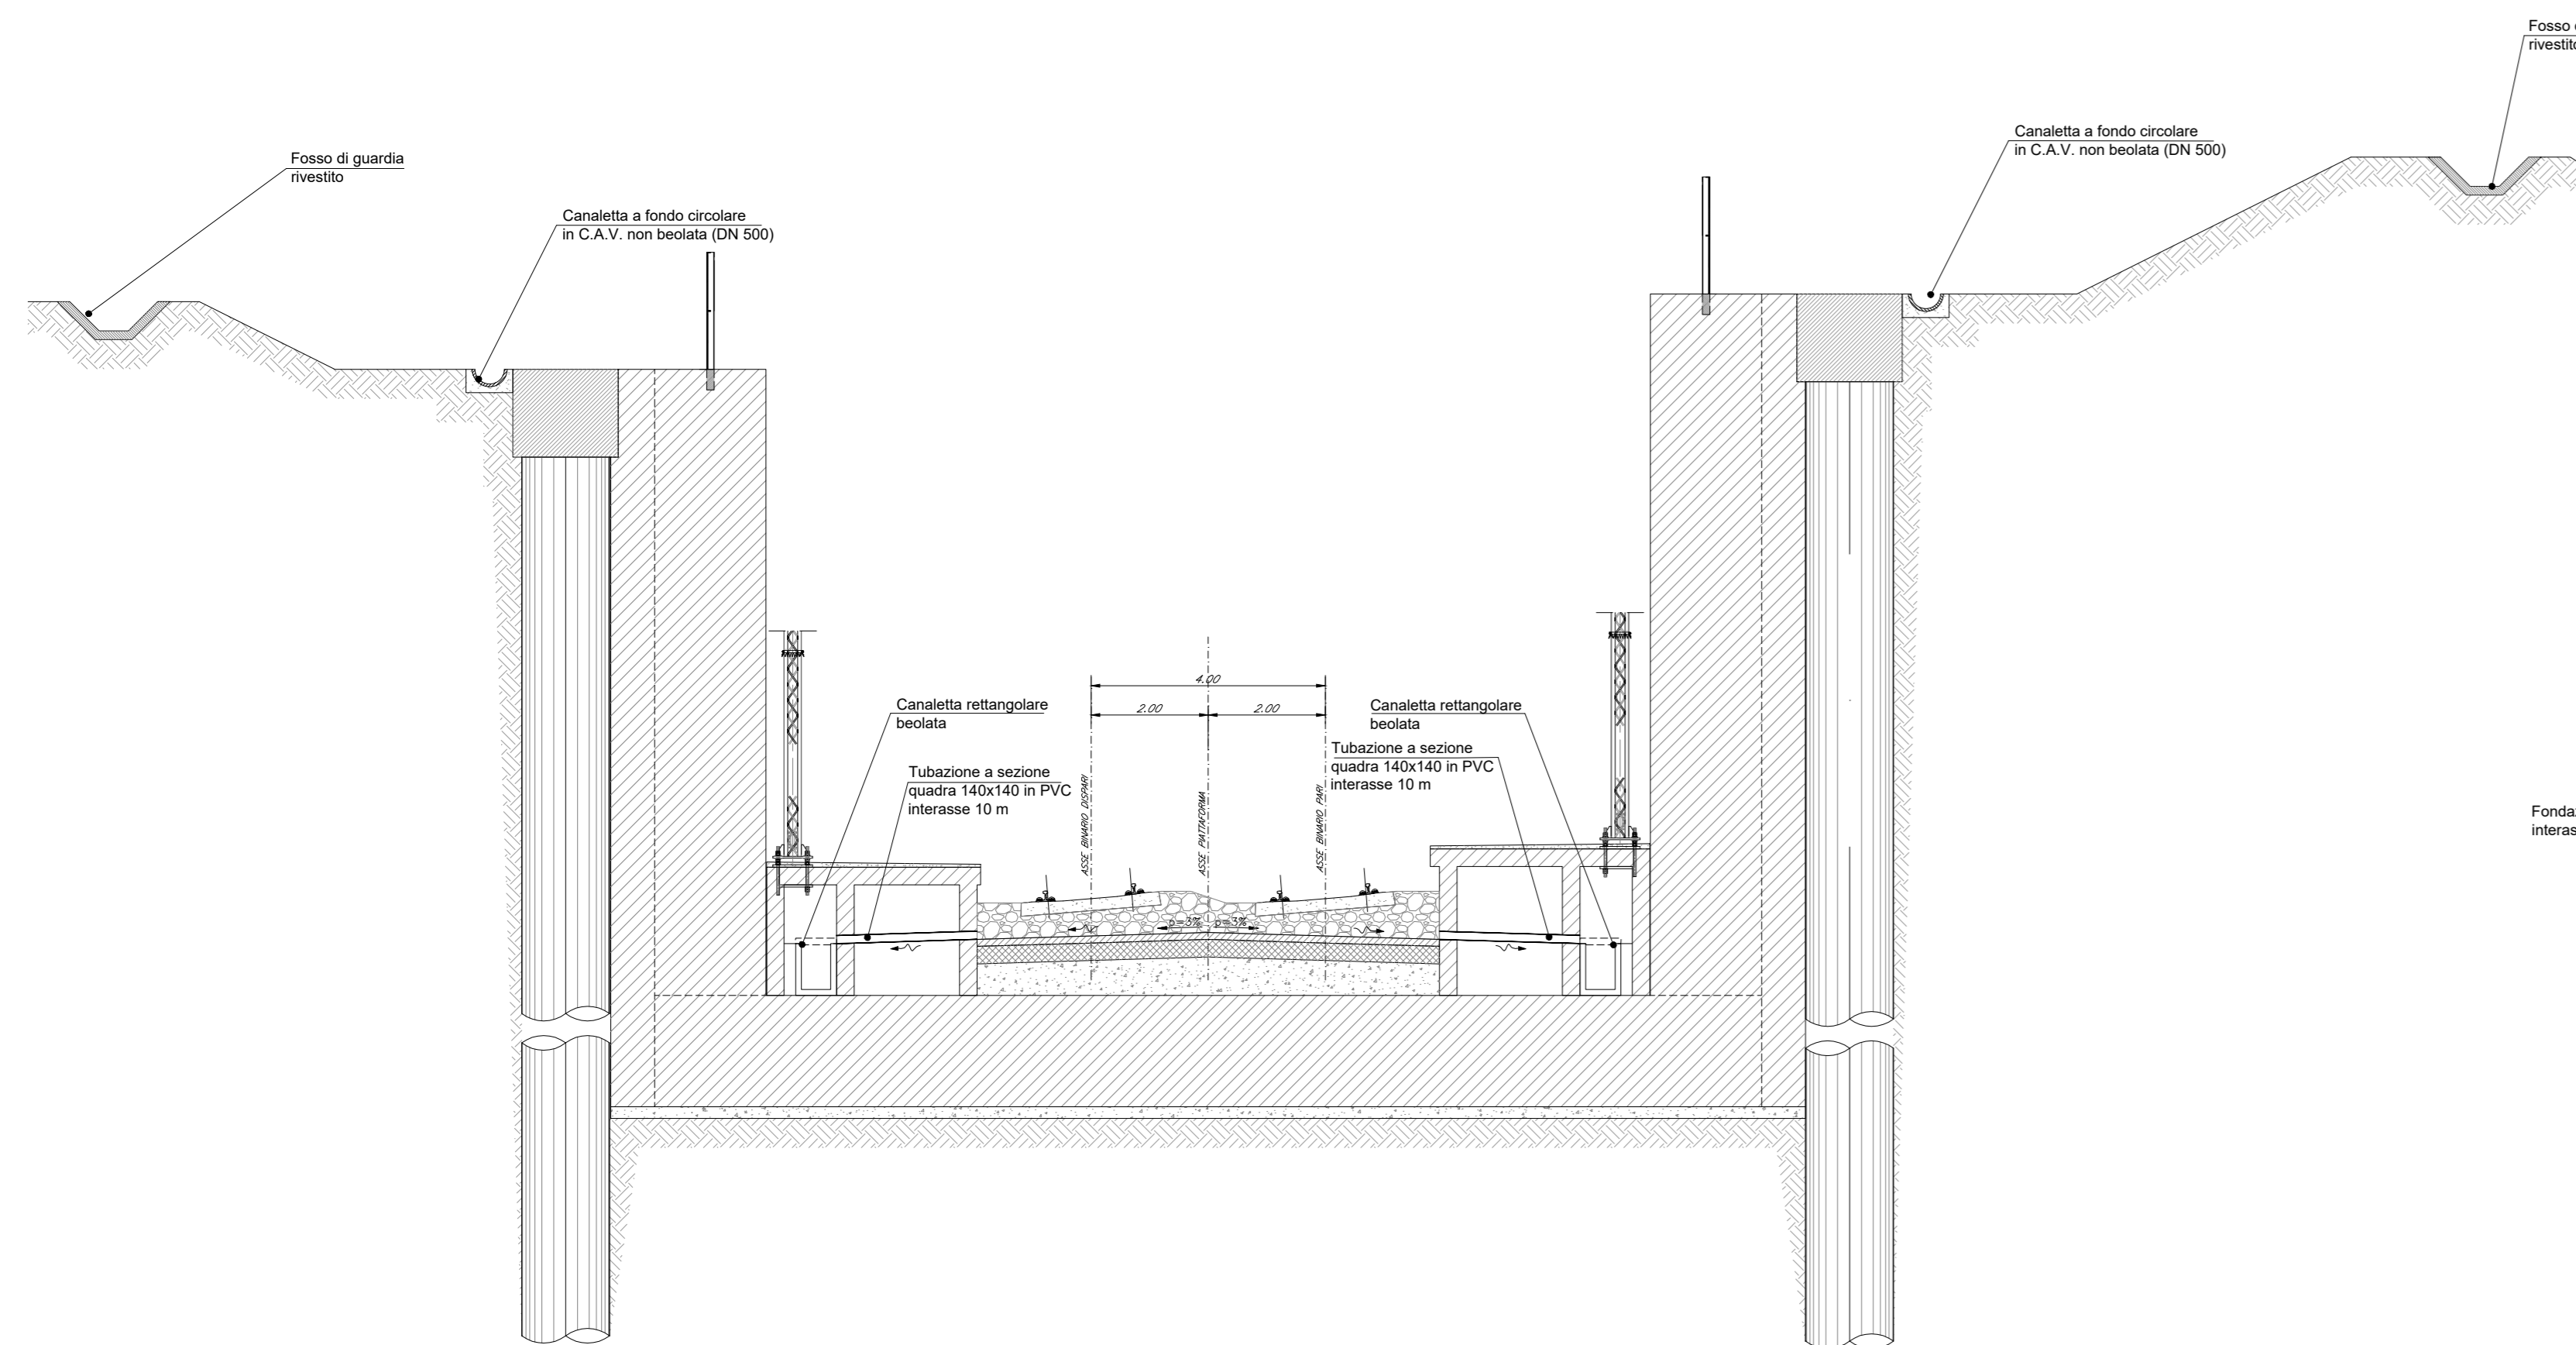 Fosso di guardia
rivestito
Canaletta a fondo circolare
in C.A.V. non beolata (DN 500)
Canaletta a fondo circolare
in C.A.V. non beolata (DN 500)
Fosso
4.00
2.00
2.00
Canaletta rettangolare
beolata
Tubazione a sezione
quadra 140x140 in PVC
interasse 10 m
Canaletta rettangolare
beolata
Tubazione a sezione
quadra 140x140 in PVC
interasse 10 m
ASSE BINARIO DISPARI
ASSE PIATTAFORMA
ASSE BINARIO PARI
p=3%
p=3%